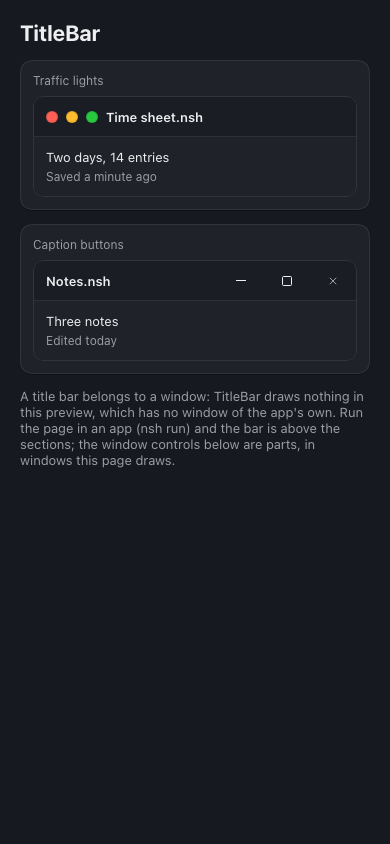 TitleBar
Traffic lights
Time sheet.nsh
Two days, 14 entries
Saved a minute ago
Caption buttons
Notes.nsh
Three notes
Edited today
A title bar belongs to a window: TitleBar draws nothing in
this preview, which has no window of the app's own. Run
the page in an app (nsh run) and the bar is above the
sections; the window controls below are parts, in
windows this page draws.